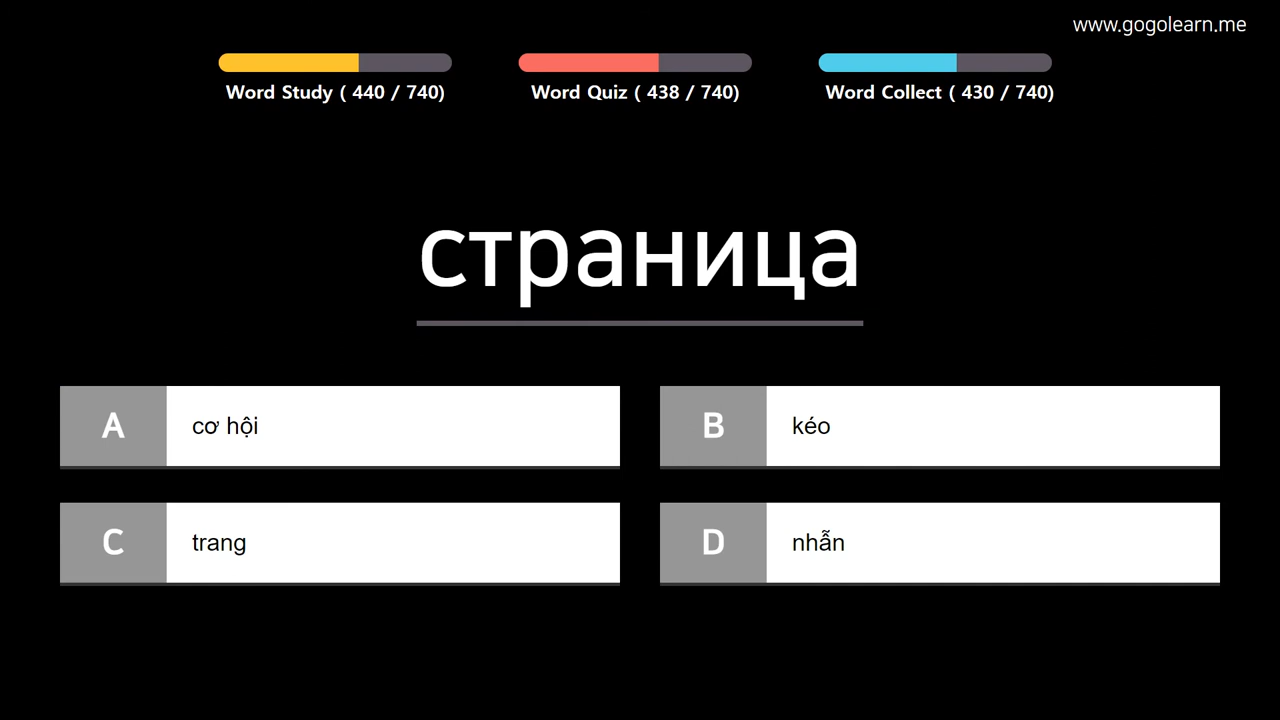 www.gogolearn.me
Word Study ( 440 / 740)
Word Quiz ( 438 / 740)
Word Collect ( 430 / 740)
страница
A
cơ hội
B
kéo
C
trang
D
nhẫn